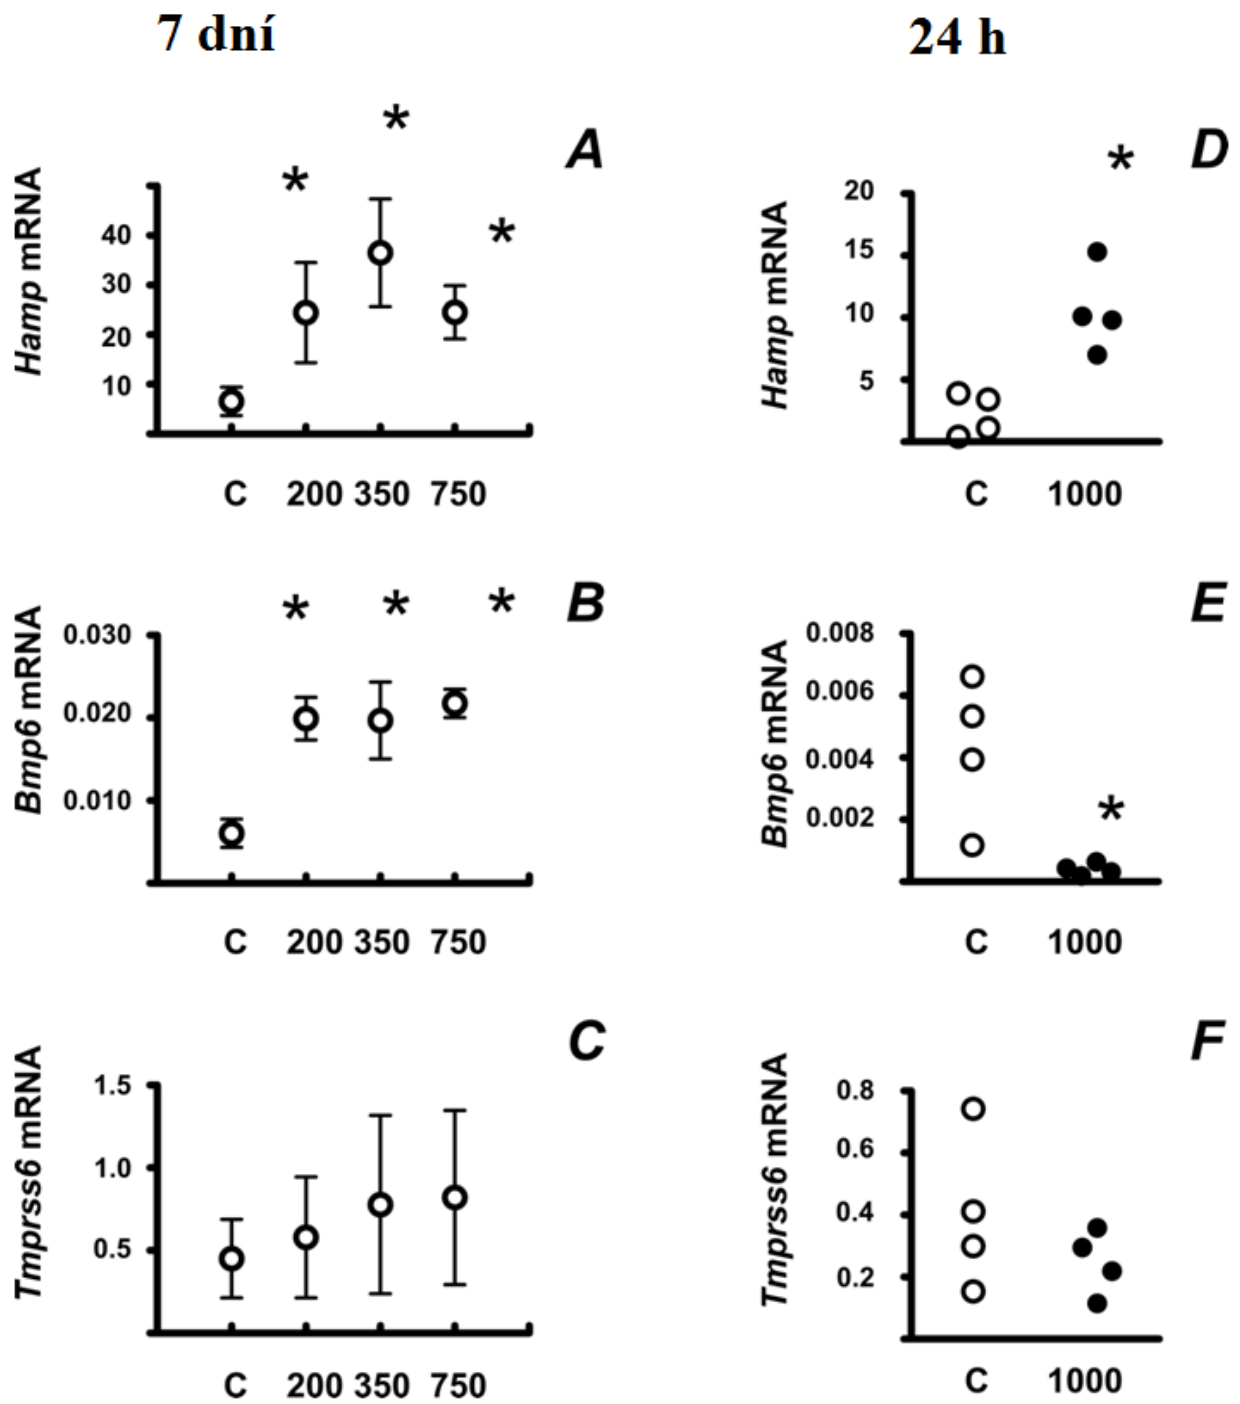 7 dní
24 h
*
*
*
A
Hamp mRNA
40
30
20
10
C 200 350 750
*
D
Hamp mRNA
20
15
10
5
C 1000
* * *
B
Bmp6 mRNA
0.030
0.020
0.010
C 200 350 750
E
Bmp6 mRNA
0.008
0.006
0.004
0.002
*
C 1000
C
Tmprss6 mRNA
1.5
1.0
0.5
C 200 350 750
F
Tmprss6 mRNA
0.8
0.6
0.4
0.2
C 1000